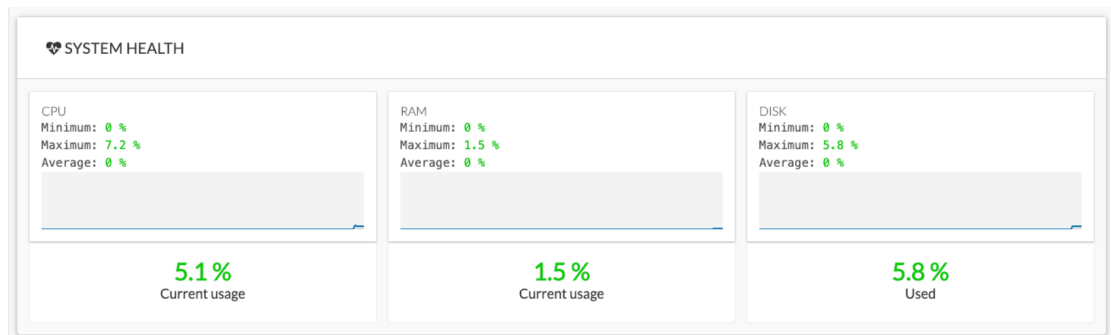 SYSTEM HEALTH
CPU
Minimum: 0 %
Maximum: 7.2 %
Average: 0 %
5.1 %
Current usage
RAM
Minimum: 0 %
Maximum: 1.5 %
Average: 0 %
1.5 %
Current usage
DISK
Minimum: 0 %
Maximum: 5.8 %
Average: 0 %
5.8 %
Used